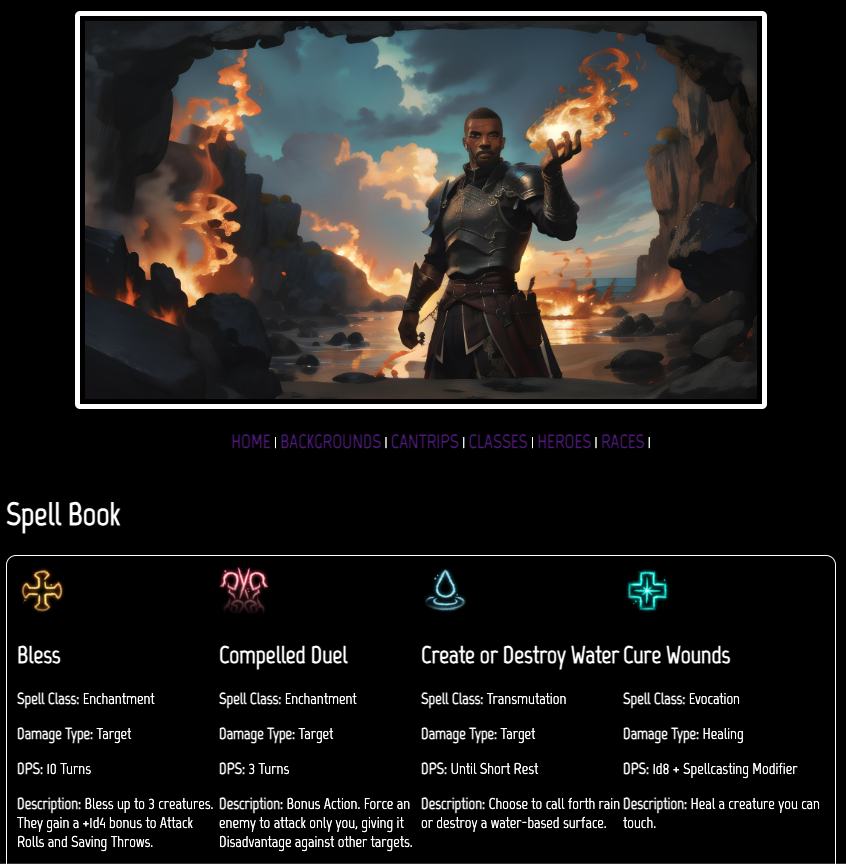 HOME | BACKGROUNDS | CANTRIPS | CLASSES | HEROES | RACES |
Spell Book
Bless
Spell Class: Enchantment
Damage Type: Target
DPS: 10 Turns
Description: Bless up to 3 creatures.
They gain a +1d4 bonus to Attack
Rolls and Saving Throws.
Compelled Duel
Spell Class: Enchantment
Damage Type: Target
DPS: 3 Turns
Description: Bonus Action. Force an
enemy to attack only you, giving it
Disadvantage against other targets.
Create or Destroy Water
Spell Class: Transmutation
Damage Type: Target
DPS: Until Short Rest
Description: Choose to call forth rain
or destroy a water-based surface.
Cure Wounds
Spell Class: Evocation
Damage Type: Healing
DPS: 1d8 + Spellcasting Modifier
Description: Heal a creature you can
touch.